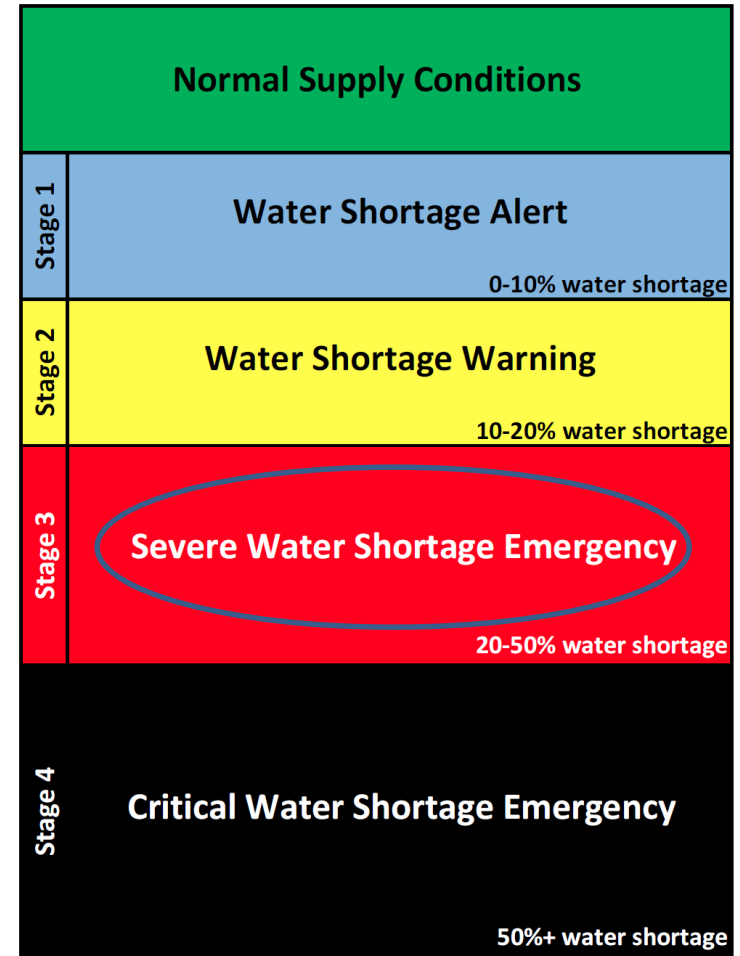 Normal Supply Conditions
Stage 1
Water Shortage Alert
0-10% water shortage
Stage 2
Water Shortage Warning
10-20% water shortage
Stage 3
Severe Water Shortage Emergency
20-50% water shortage
Stage 4
Critical Water Shortage Emergency
50%+ water shortage